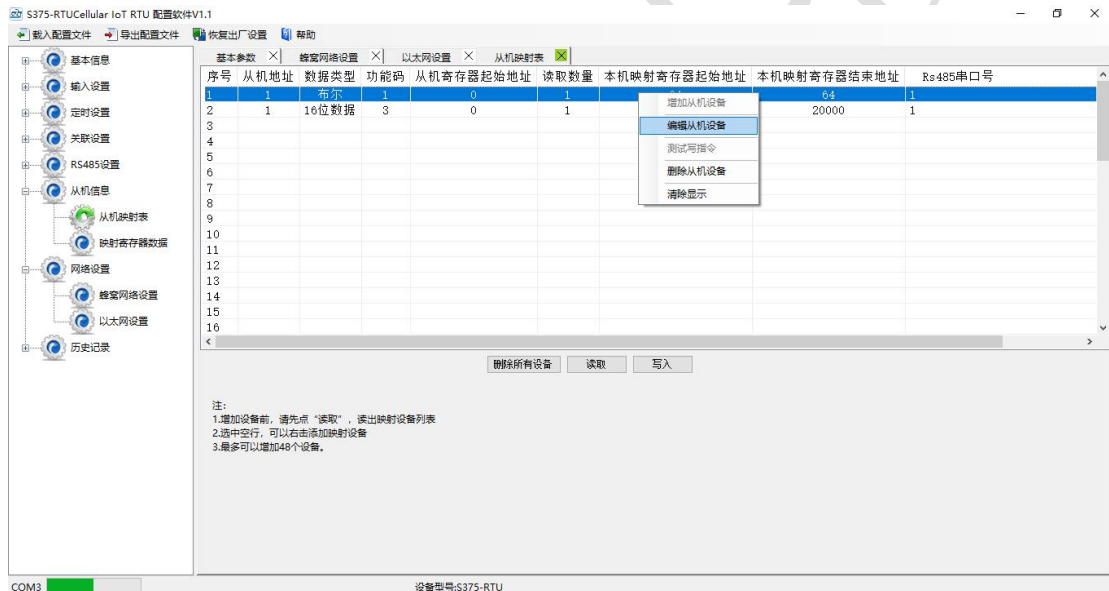 S375-RTUCellular IoT RTU 配置软件V1.1
载入配置文件 导出配置文件 恢复出厂设置 帮助
基本信息
输入设置
定时设置
关联设置
RS485设置
从机信息
从机映射表
映射寄存器数据
网络设置
蜂窝网络设置
以太网设置
历史记录
基本参数 蜂窝网络设置 以太网设置 从机映射表
序号 从机地址 数据类型 功能码 从机寄存器起始地址 读取数量 本机映射寄存器起始地址 本机映射寄存器结束地址 Rs485串口号
1 1 布尔 1 0 1 64 1
2 1 16位数据 3 0 1 20000 1
3
4
5
6
7
8
9
10
11
12
13
14
15
16
增加从机设备
编辑从机设备
测试写指令
删除从机设备
清除显示
删除所有设备 读取 写入
注:
1.增加设备前，请先点“读取”，读出映射设备列表
2.选中空行，可以右击添加映射设备
3.最多可以增加48个设备。
COM3 设备型号:S375-RTU